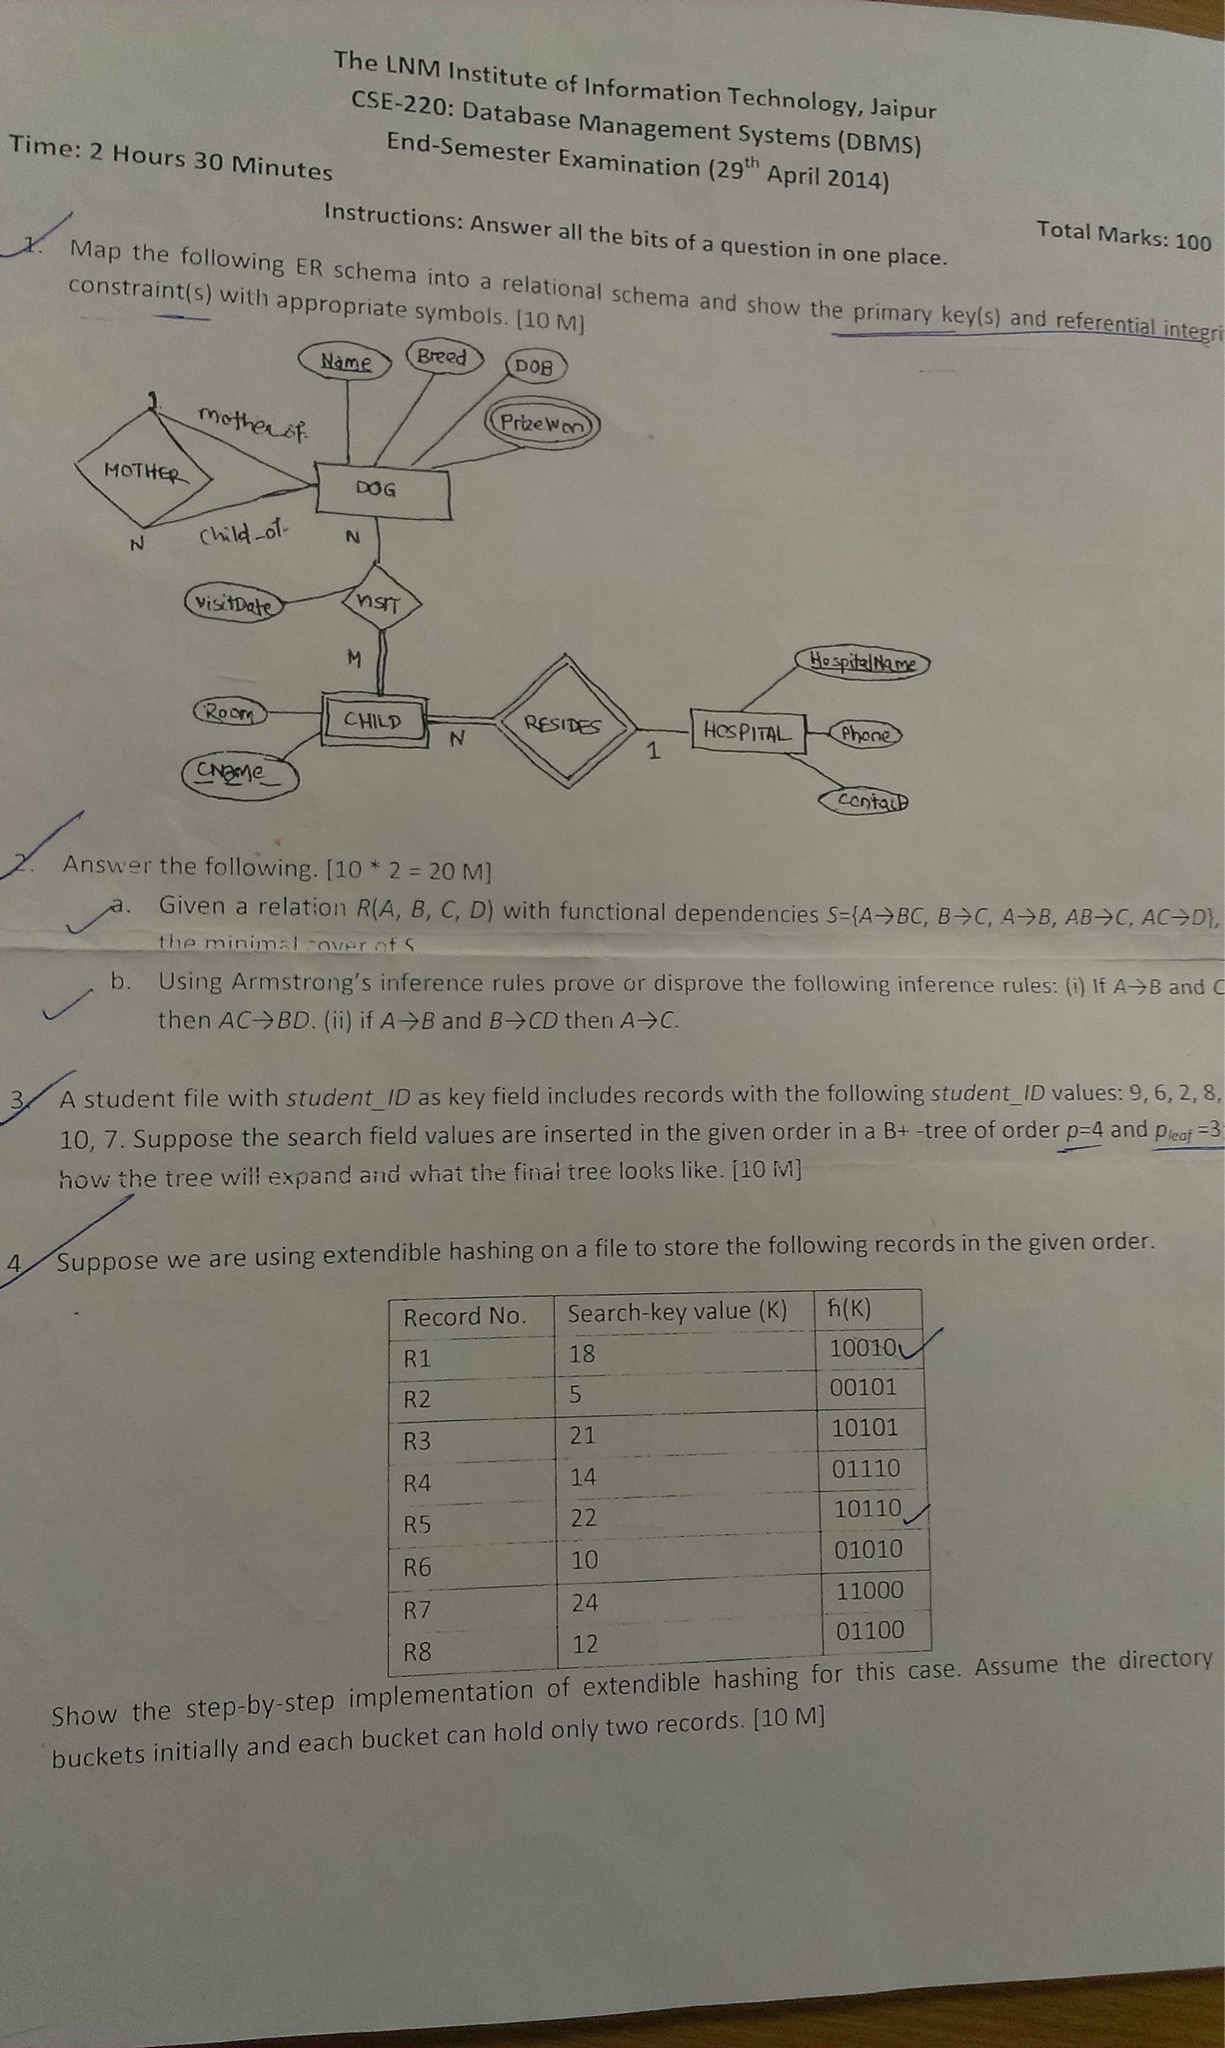 The LNM Institute of Information Technology, Jaipur
CSE-220: Database Management Systems (DBMS)
End-Semester Examination (29th April 2014)
Time: 2 Hours 30 Minutes
Total Marks: 100
Instructions: Answer all the bits of a question in one place.
1. Map the following ER schema into a relational schema and show the primary key(s) and referential integri
constraint(s) with appropriate symbols. [10 M]
Name
Breed
DOB
PrizeWon
1
Mother_of
MOTHER
DOG
N
Child_of
N
VisitDate
VISIT
M
HospitalName
Room
CHILD
N
RESIDES
1
HOSPITAL
Phone
CName
Contact
2. Answer the following. [10 * 2 = 20 M]
a. Given a relation R(A, B, C, D) with functional dependencies S={A→BC, B→C, A→B, AB→C, AC→D},
the minimal cover of S
b. Using Armstrong's inference rules prove or disprove the following inference rules: (i) If A→B and C
then AC→BD. (ii) if A→B and B→CD then A→C.
3. A student file with student_ID as key field includes records with the following student_ID values: 9, 6, 2, 8,
10, 7. Suppose the search field values are inserted in the given order in a B+ -tree of order p=4 and pleaf =3
how the tree will expand and what the final tree looks like. [10 M]
4 Suppose we are using extendible hashing on a file to store the following records in the given order.
Record No. Search-key value (K) ℏ(K)
R1 18 10010
R2 5 00101
R3 21 10101
R4 14 01110
R5 22 10110
R6 10 01010
R7 24 11000
R8 12 01100
Show the step-by-step implementation of extendible hashing for this case. Assume the directory
buckets initially and each bucket can hold only two records. [10 M]